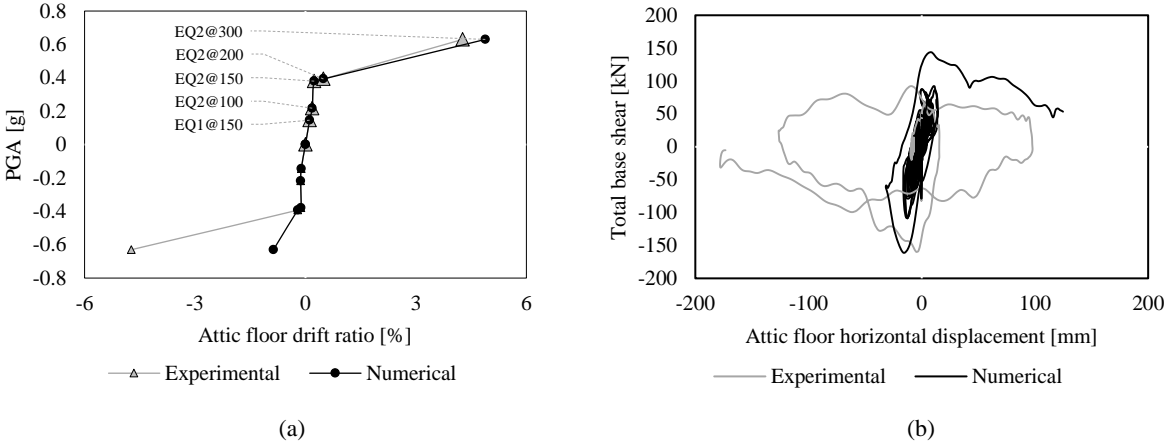 0.8
0.6
0.4
0.2
0
-0.2
-0.4
-0.6
-0.8
PGA [g]
EQ2@300
EQ2@200
EQ2@150
EQ2@100
EQ1@150
-6 -3 0 3 6
Attic floor drift ratio [%]
Experimental Numerical
(a)
200
150
100
50
0
-50
-100
-150
-200
Total base shear [kN]
-200 -100 0 100 200
Attic floor horizontal displacement [mm]
Experimental Numerical
(b)